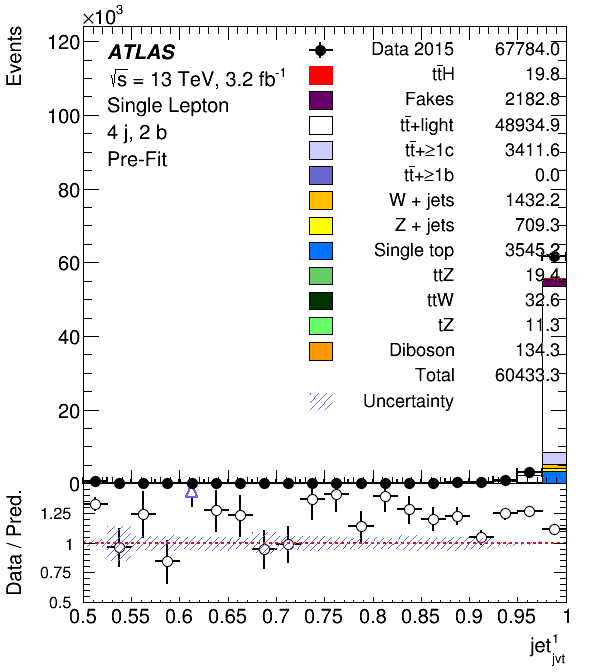 ×10³
Events
120
100
80
60
40
20
0
ATLAS
√s = 13 TeV, 3.2 fb⁻¹
Single Lepton
4 j, 2 b
Pre-Fit
Data 2015 67784.0
tt̄H 19.8
Fakes 2182.8
tt̄+light 48934.9
tt̄+≥1c 3411.6
tt̄+≥1b 0.0
W + jets 1432.2
Z + jets 709.3
Single top 3545.2
ttZ 19.4
ttW 32.6
tZ 11.3
Diboson 134.3
Total 60433.3
Uncertainty
Data / Pred.
1.25
1
0.75
0.5
0.5 0.55 0.6 0.65 0.7 0.75 0.8 0.85 0.9 0.95 1
jet¹jvt